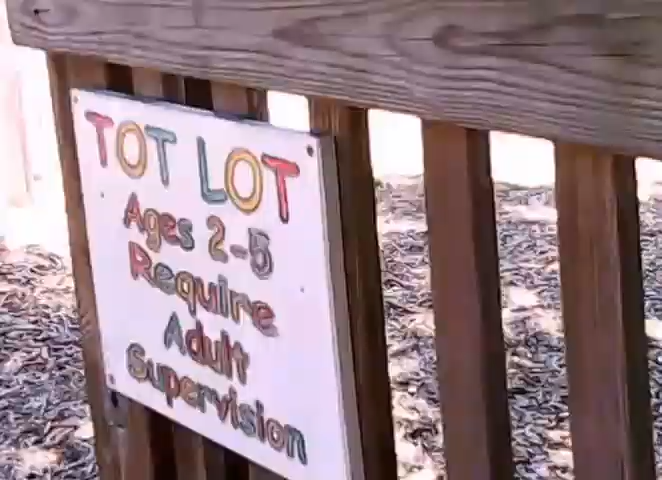 TOT LOT
Ages 2-5
Require
Adult
Supervision